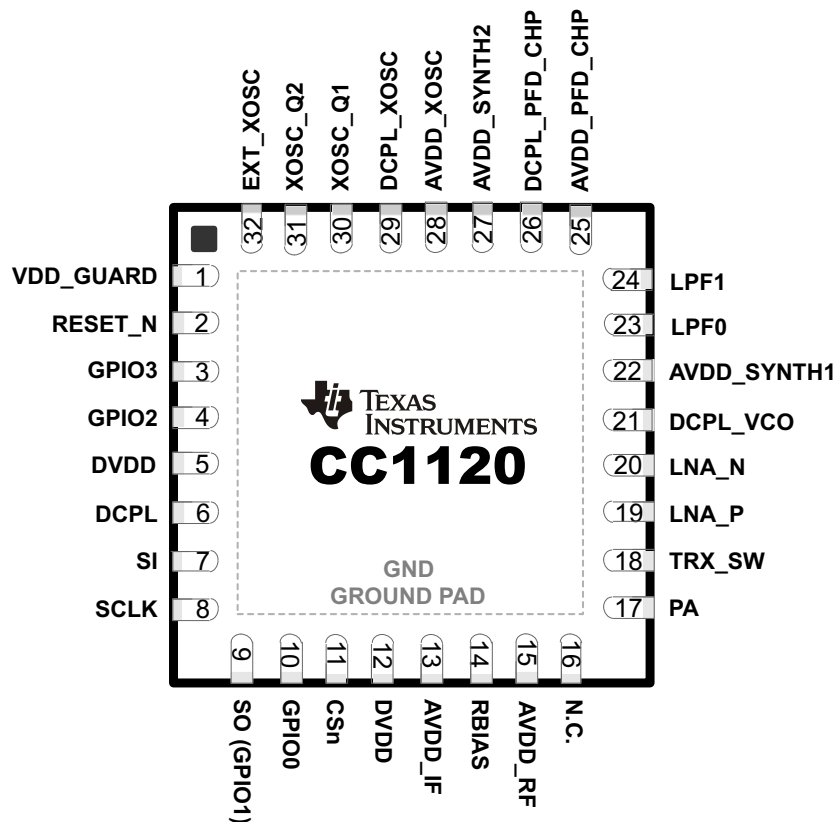 EXT_XOSC
XOSC_Q2
XOSC_Q1
DCPL_XOSC
AVDD_XOSC
AVDD_SYNTH2
DCPL_PFD_CHP
AVDD_PFD_CHP
32
31
30
29
28
27
26
25
VDD_GUARD 1
RESET_N 2
GPIO3 3
GPIO2 4
DVDD 5
DCPL 6
SI 7
SCLK 8
TEXAS
INSTRUMENTS
CC1120
GND
GROUND PAD
24 LPF1
23 LPF0
22 AVDD_SYNTH1
21 DCPL_VCO
20 LNA_N
19 LNA_P
18 TRX_SW
17 PA
9
10
11
12
13
14
15
16
SO (GPIO1)
GPIO0
CSn
DVDD
AVDD_IF
RBIAS
AVDD_RF
N.C.